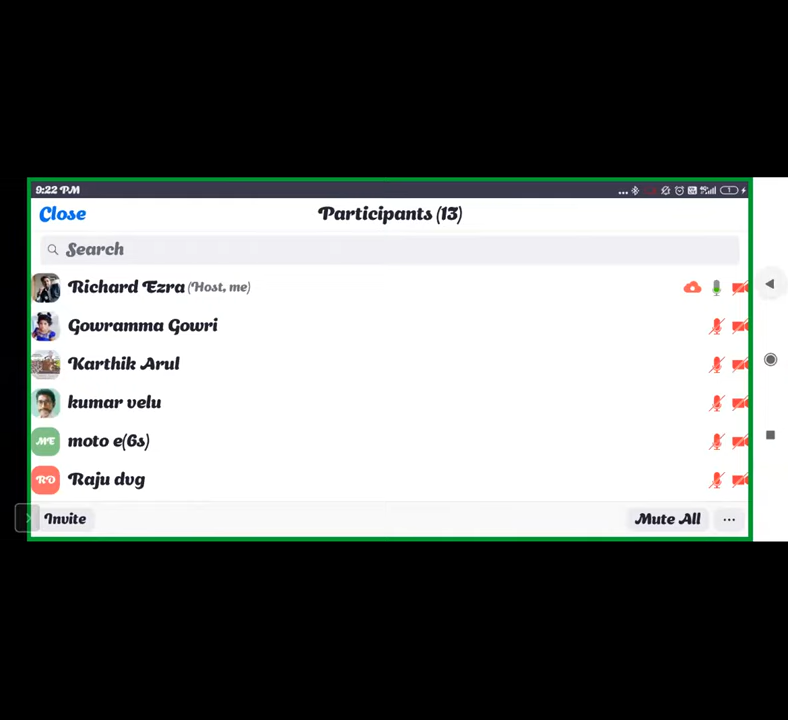 9:22 PM
Close
Participants (13)
Search
Richard Ezra (Host, me)
Gowramma Gowri
Karthik Arul
kumar velu
ME moto e(6s)
RD Raju dvg
Invite
Mute All
...